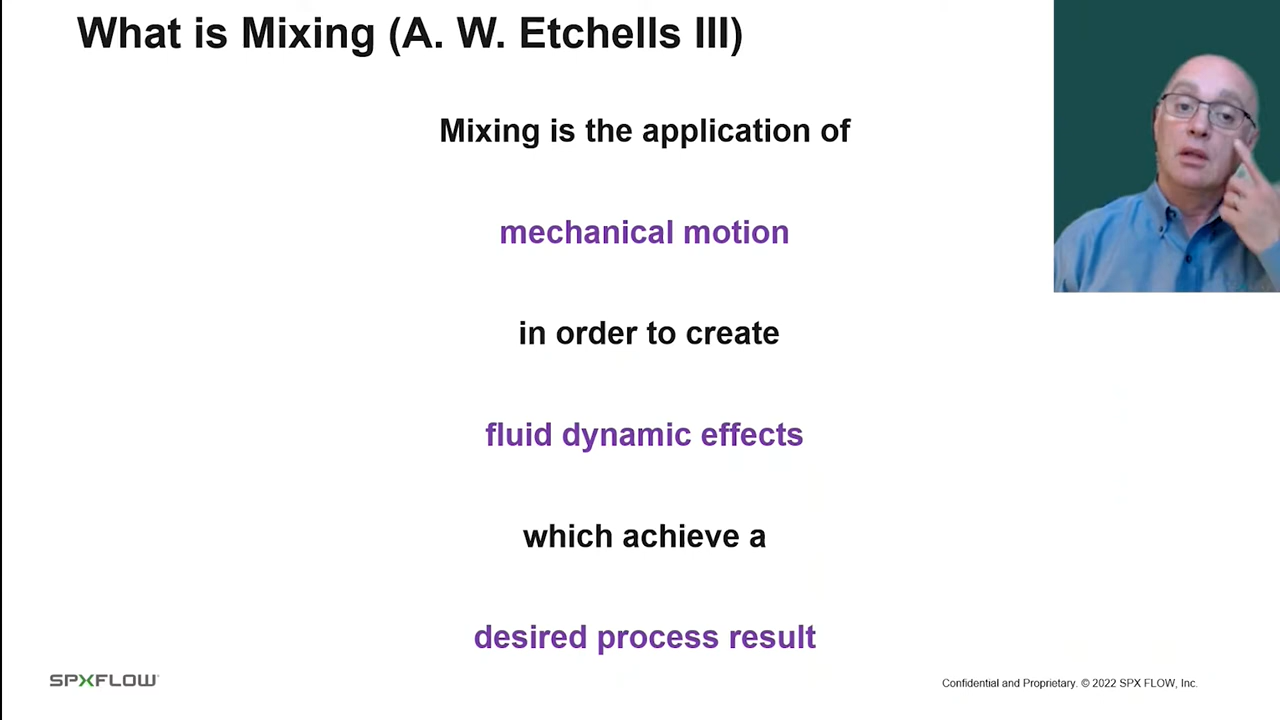 What is Mixing (A. W. Etchells III)
Mixing is the application of
mechanical motion
in order to create
fluid dynamic effects
which achieve a
desired process result
SPXFLOW
Confidential and Proprietary. © 2022 SPX FLOW, Inc.